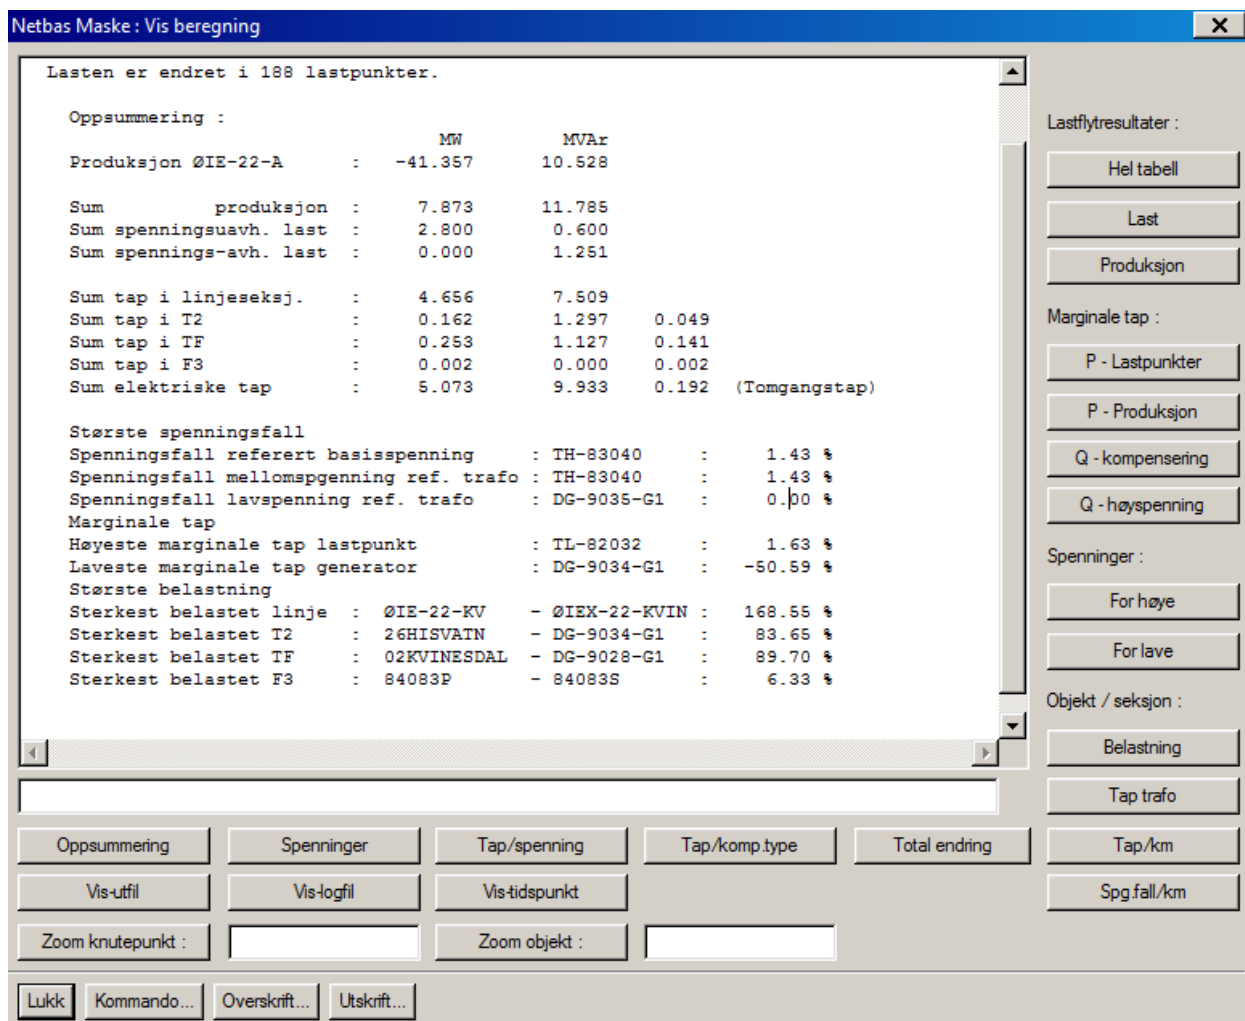 Netbas Maske : Vis beregning
Lasten er endret i 188 lastpunkter.
Oppsummering :
MW MVAr
Produksjon ØIE-22-A : -41.357 10.528
Sum produksjon : 7.873 11.785
Sum spenningsuavh. last : 2.800 0.600
Sum spennings-avh. last : 0.000 1.251
Sum tap i linjeseksj. : 4.656 7.509
Sum tap i T2 : 0.162 1.297 0.049
Sum tap i TF : 0.253 1.127 0.141
Sum tap i F3 : 0.002 0.000 0.002
Sum elektriske tap : 5.073 9.933 0.192 (Tomgangstap)
Største spenningsfall
Spenningsfall referert basisspenning : TH-83040 : 1.43 %
Spenningsfall mellomspgenning ref. trafo : TH-83040 : 1.43 %
Spenningsfall lavspenning ref. trafo : DG-9035-G1 : 0.00 %
Marginale tap
Høyeste marginale tap lastpunkt : TL-82032 : 1.63 %
Laveste marginale tap generator : DG-9034-G1 : -50.59 %
Største belastning
Sterkest belastet linje : ØIE-22-KV - ØIEX-22-KVIN : 168.55 %
Sterkest belastet T2 : 26HISVATN - DG-9034-G1 : 83.65 %
Sterkest belastet TF : 02KVINESDAL - DG-9028-G1 : 89.70 %
Sterkest belastet F3 : 84083P - 84083S : 6.33 %
Lastflytresultater :
Hel tabell
Last
Produksjon
Marginale tap :
P - Lastpunkter
P - Produksjon
Q - kompensering
Q - høyspenning
Spenninger :
For høye
For lave
Objekt / seksjon :
Belastning
Tap trafo
Oppsummering Spenninger Tap/spenning Tap/komp.type Total endring Tap/km
Vis-utfil Vis-logfil Vis-tidspunkt Spg.fall/km
Zoom knutepunkt : Zoom objekt :
Lukk Kommando... Overskrift... Utskrift...